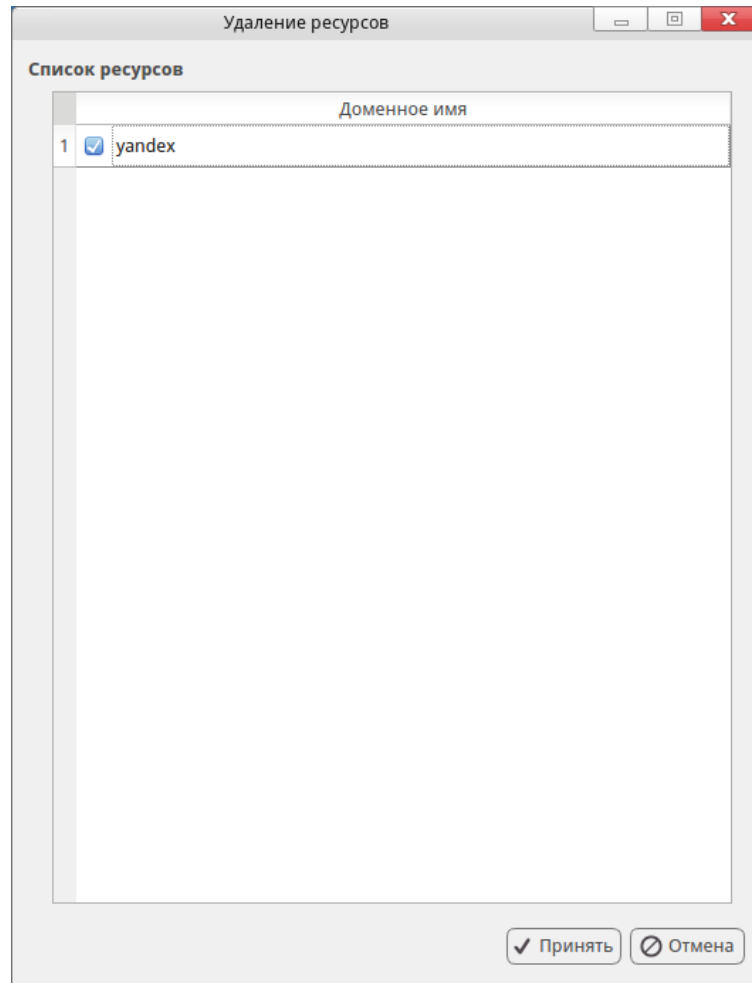 Удаление ресурсов
Список ресурсов
Доменное имя
1 yandex
Принять Отмена